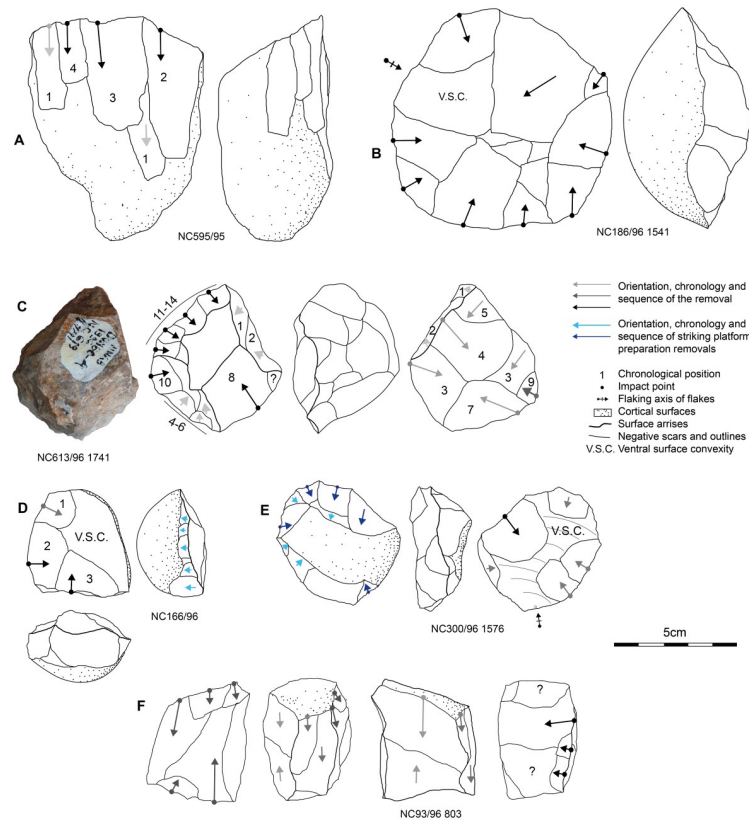 A
4
1
3
2
1
NC595/95
B
V.S.C.
NC186/96 1541
C
NC613/96 1741
11-14
1
2
10
8
?
4-6
1
5
2
4
3
3
9
7
Orientation, chronology and
sequence of the removal
Orientation, chronology and
sequence of striking platform
preparation removals
1 Chronological position
Impact point
Flaking axis of flakes
Cortical surfaces
Surface arrises
Negative scars and outlines
V.S.C. Ventral surface convexity
D
1
V.S.C.
2
3
NC166/96
E
V.S.C.
NC300/96 1576
5cm
F
?
?
NC93/96 803